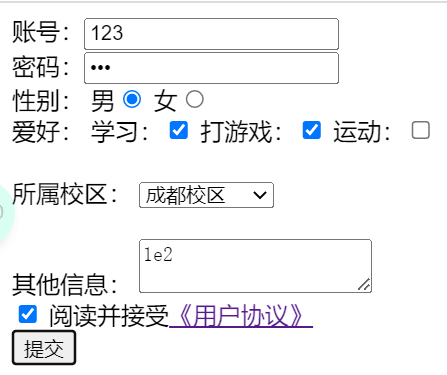 账号： 123
密码： •••
性别： 男 女
爱好： 学习： 打游戏： 运动：
所属校区： 成都校区
其他信息： 1e2
阅读并接受《用户协议》
提交